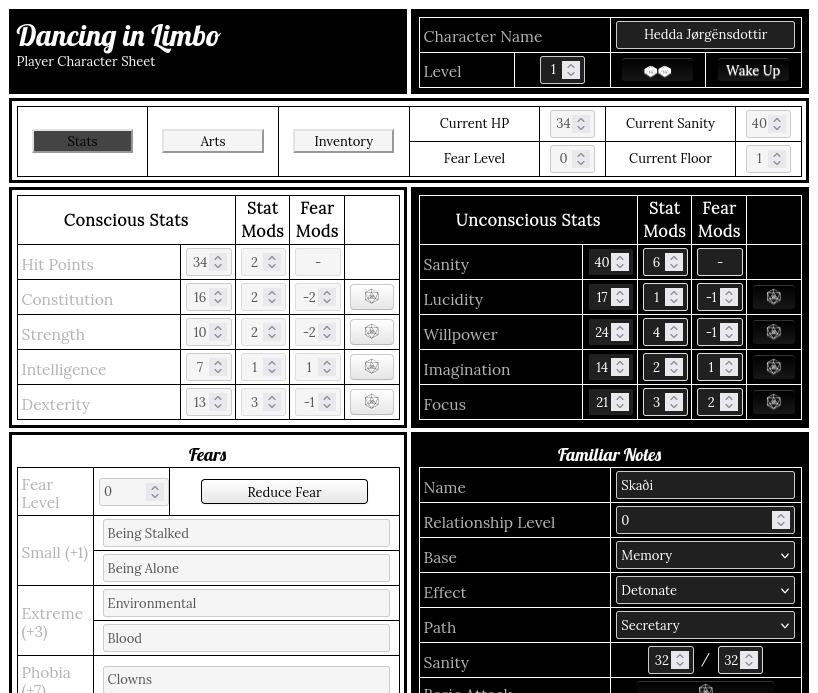 Dancing in Limbo
Player Character Sheet
Character Name Hedda Jørgënsdottir
Level 1 Wake Up
Stats Arts Inventory
Current HP 34 Current Sanity 40
Fear Level 0 Current Floor 1
Conscious Stats Stat Mods Fear Mods
Hit Points 34 2 -
Constitution 16 2 -2
Strength 10 2 -2
Intelligence 7 1 1
Dexterity 13 3 -1
Unconscious Stats Stat Mods Fear Mods
Sanity 40 6 -
Lucidity 17 1 -1
Willpower 24 4 -1
Imagination 14 2 1
Focus 21 3 2
Fears
Fear Level 0 Reduce Fear
Small (+1) Being Stalked
Being Alone
Extreme (+3) Environmental
Blood
Phobia (+7) Clowns
Familiar Notes
Name Skaði
Relationship Level 0
Base Memory
Effect Detonate
Path Secretary
Sanity 32 / 32
Basic Attack